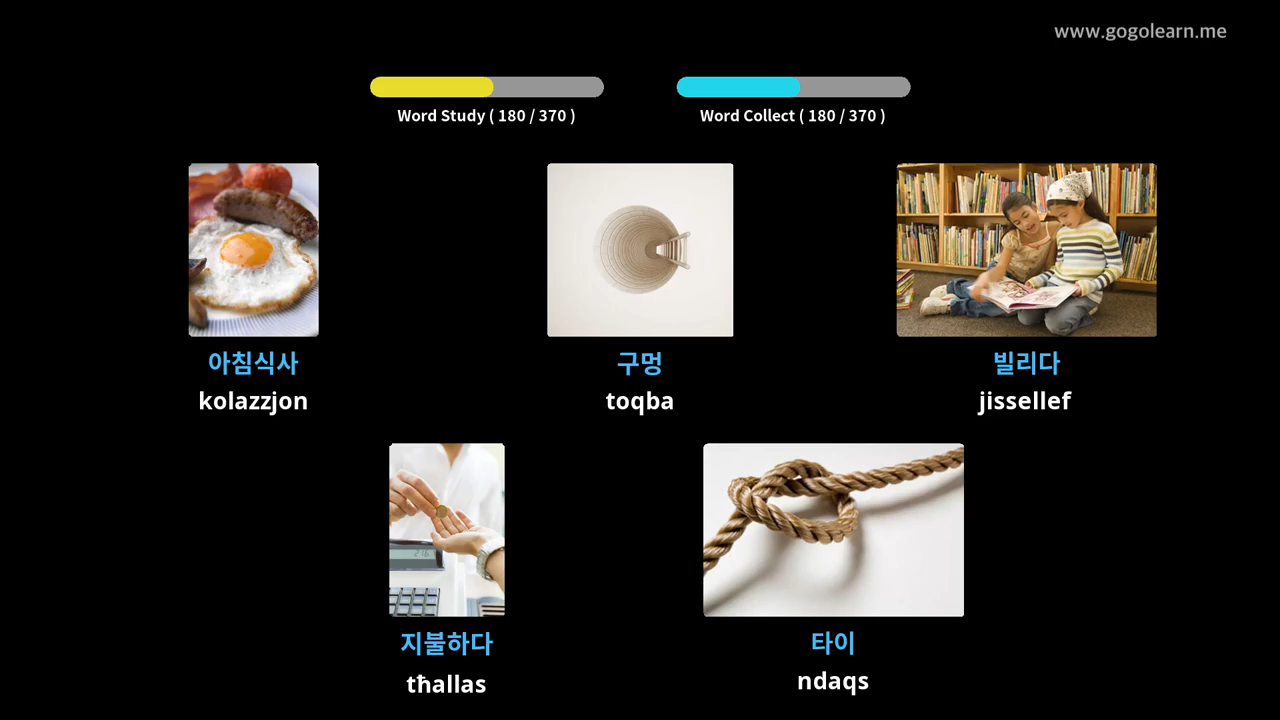 www.gogolearn.me
Word Study ( 180 / 370 )
Word Collect ( 180 / 370 )
아침식사
kolazzjon
구멍
toqba
빌리다
jissellef
지불하다
tħallas
타이
ndaqs